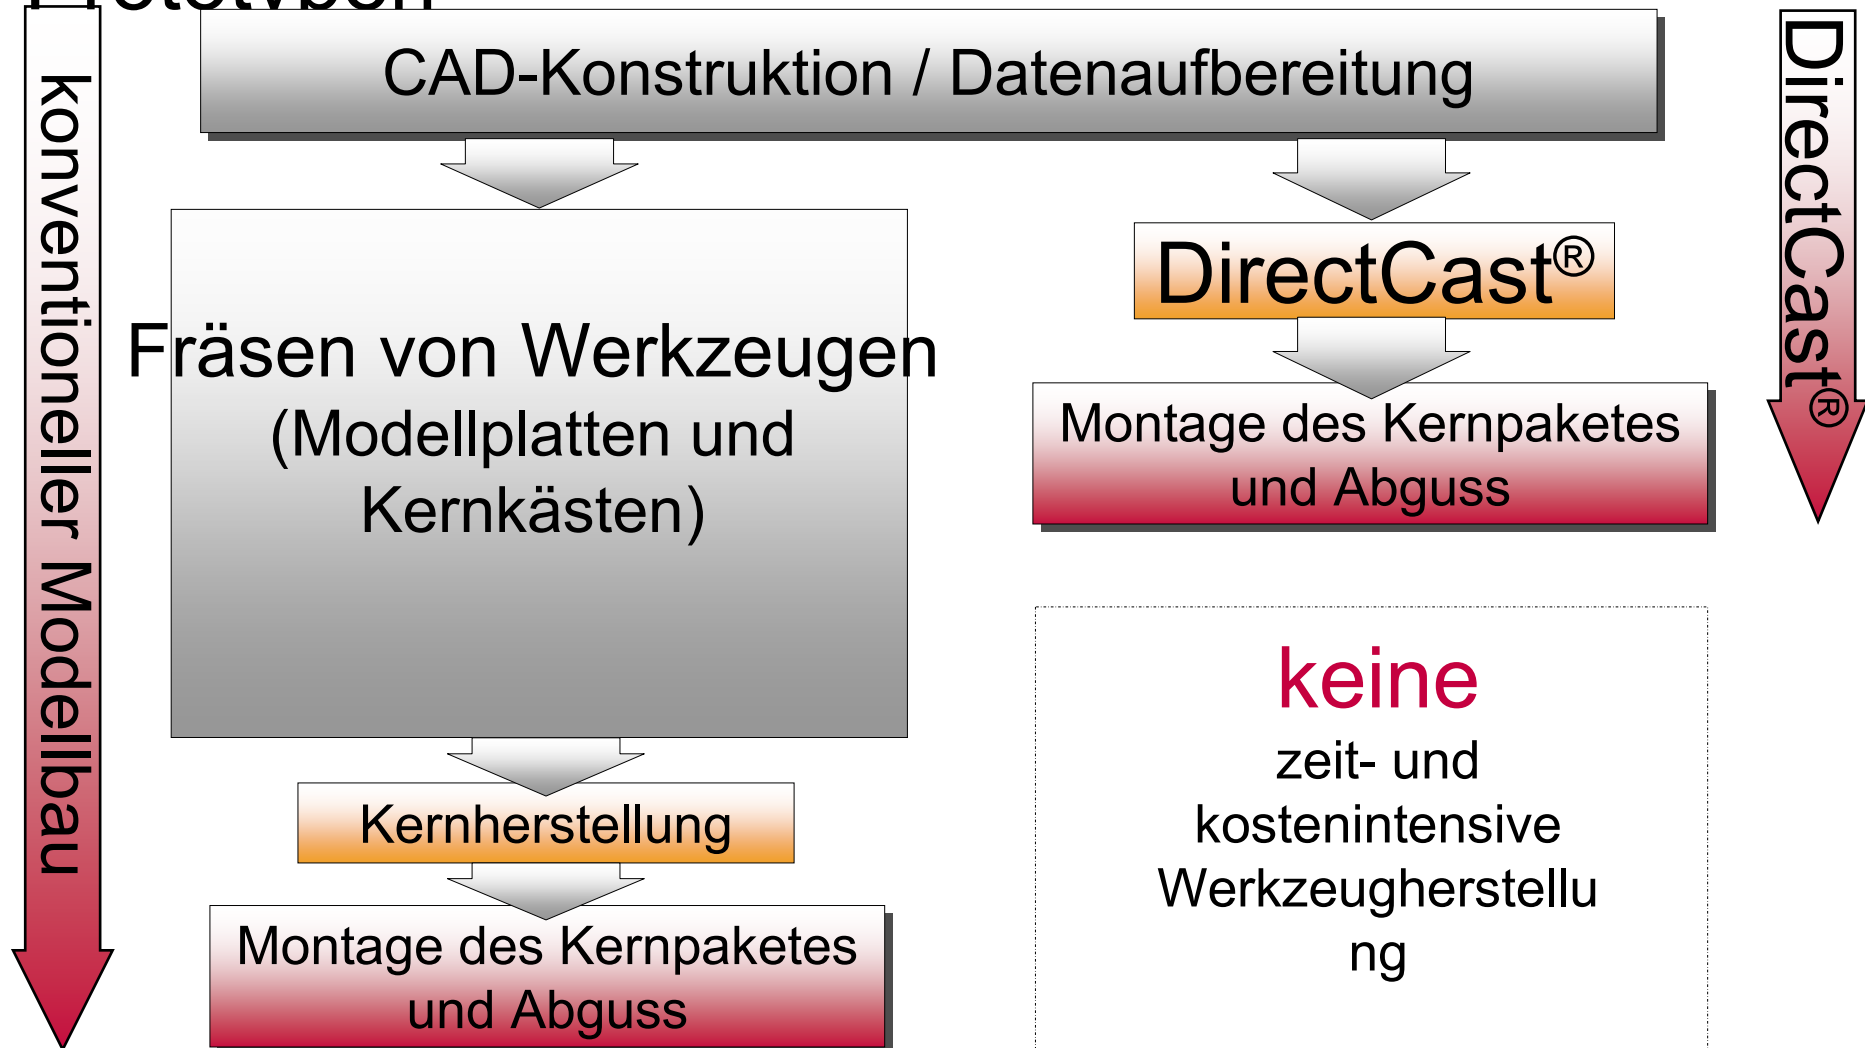 Prototypen
CAD-Konstruktion / Datenaufbereitung
konventioneller Modellbau
Fräsen von Werkzeugen
(Modellplatten und
Kernkästen)
Kernherstellung
Montage des Kernpaketes
und Abguss
DirectCast®
Montage des Kernpaketes
und Abguss
keine
zeit- und
kostenintensive
Werkzeugherstellu
ng
DirectCast®